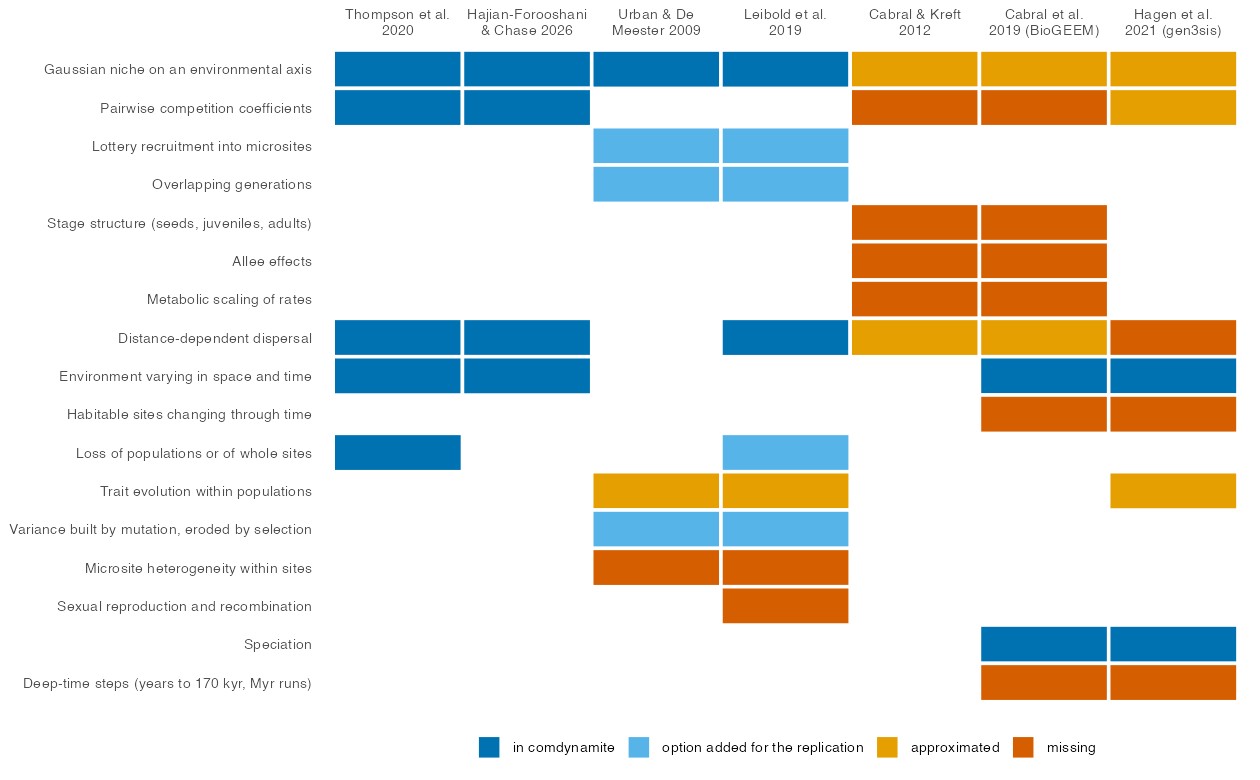 Thompson et al.
2020
Hajian-Forooshani
& Chase 2026
Urban & De
Meester 2009
Leibold et al.
2019
Cabral & Kreft
2012
Cabral et al.
2019 (BioGEEM)
Hagen et al.
2021 (gen3sis)
Gaussian niche on an environmental axis
Pairwise competition coefficients
Lottery recruitment into microsites
Overlapping generations
Stage structure (seeds, juveniles, adults)
Allee effects
Metabolic scaling of rates
Distance-dependent dispersal
Environment varying in space and time
Habitable sites changing through time
Loss of populations or of whole sites
Trait evolution within populations
Variance built by mutation, eroded by selection
Microsite heterogeneity within sites
Sexual reproduction and recombination
Speciation
Deep-time steps (years to 170 kyr, Myr runs)
in comdynamite
option added for the replication
approximated
missing